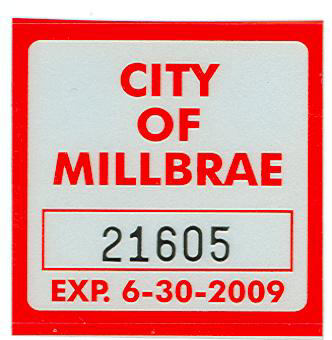 CITY
OF
MILLBRAE
21605
EXP. 6-30-2009